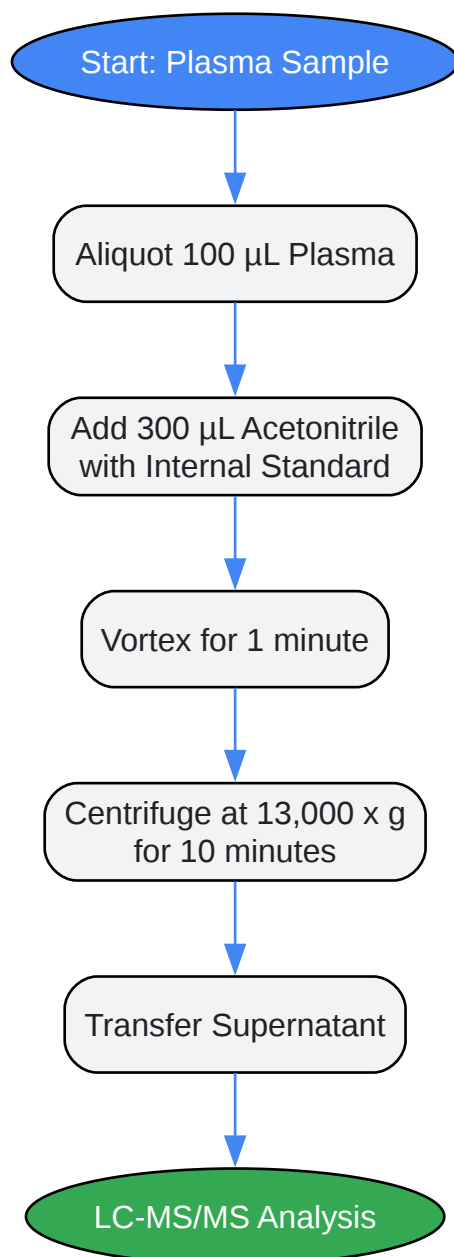 Start: Plasma Sample
Aliquot 100 µL Plasma
Add 300 µL Acetonitrile
with Internal Standard
Vortex for 1 minute
Centrifuge at 13,000 x g
for 10 minutes
Transfer Supernatant
LC-MS/MS Analysis